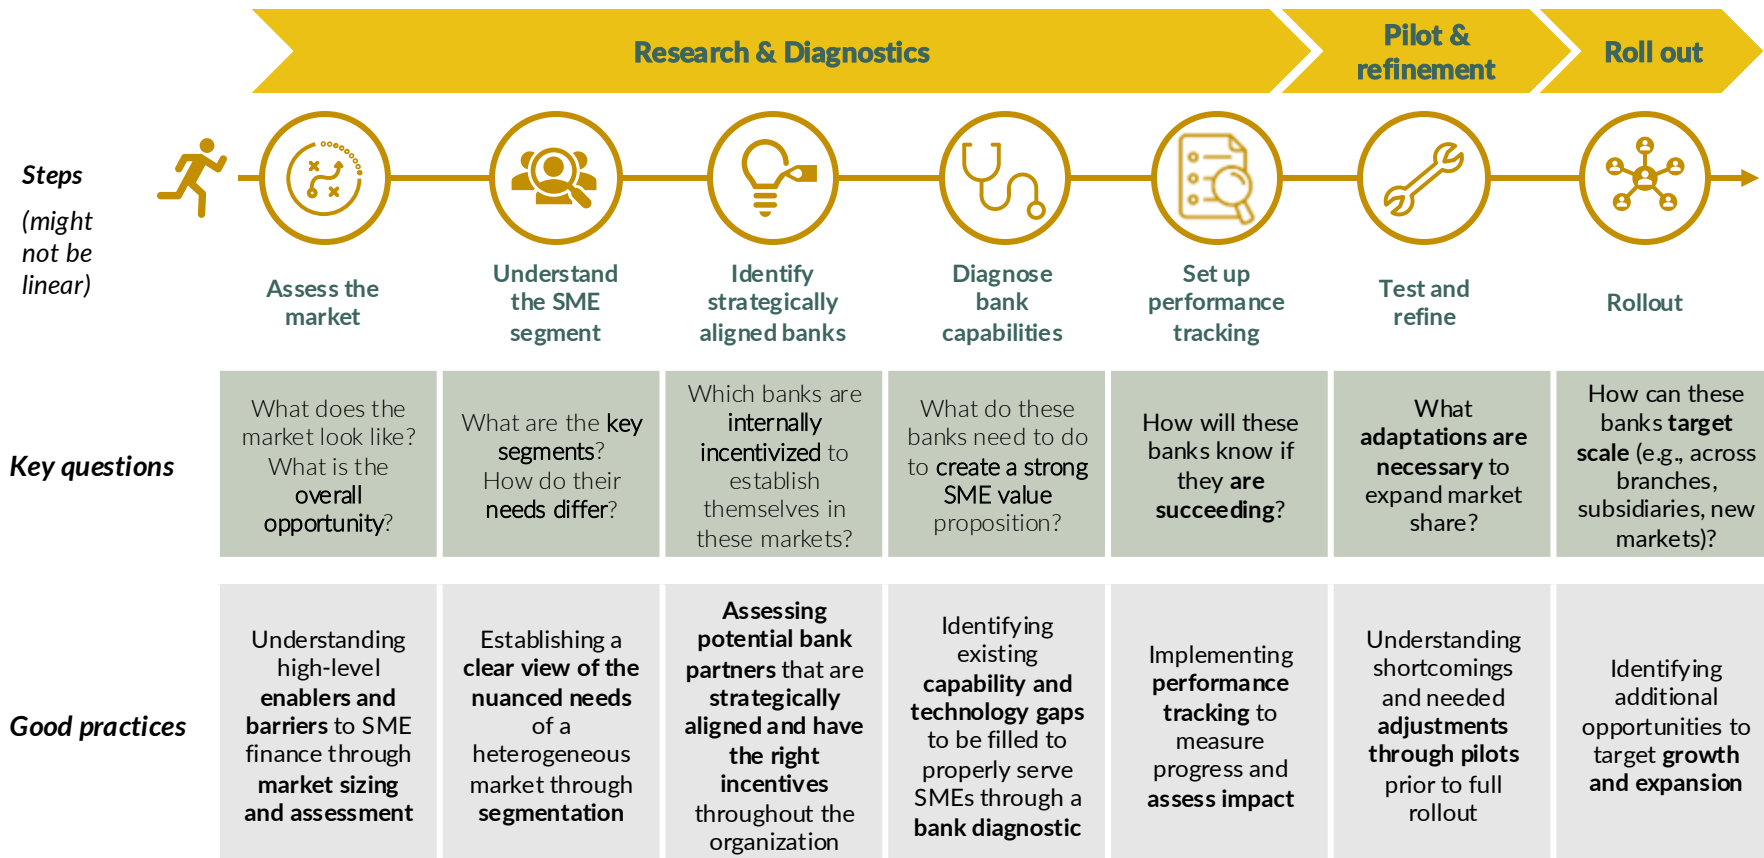 Research & Diagnostics
Pilot &
refinement
Roll out
Steps
(might
not be
linear)
Assess the
market
Understand
the SME
segment
Identify
strategically
aligned banks
Diagnose
bank
capabilities
Set up
performance
tracking
Test and
refine
Rollout
Key questions
What does the
market look like?
What is the
overall
opportunity?
What are the key
segments?
How do their
needs differ?
Which banks are
internally
incentivized to
establish
themselves in
these markets?
What do these
banks need to do
to create a strong
SME value
proposition?
How will these
banks know if
they are
succeeding?
What
adaptations are
necessary to
expand market
share?
How can these
banks target
scale (e.g., across
branches,
subsidiaries, new
markets)?
Good practices
Understanding
high-level
enablers and
barriers to SME
finance through
market sizing
and assessment
Establishing a
clear view of the
nuanced needs
of a
heterogeneous
market through
segmentation
Assessing
potential bank
partners that are
strategically
aligned and have
the right
incentives
throughout the
organization
Identifying
existing
capability and
technology gaps
to be filled to
properly serve
SMEs through a
bank diagnostic
Implementing
performance
tracking to
measure
progress and
assess impact
Understanding
shortcomings
and needed
adjustments
through pilots
prior to full
rollout
Identifying
additional
opportunities to
target growth
and expansion